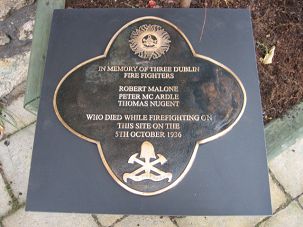 IN MEMORY OF THREE DUBLIN
FIRE FIGHTERS
ROBERT MALONE
PETER MC ARDLE
THOMAS NUGENT
WHO DIED WHILE FIREFIGHTING ON
THIS SITE ON THE
5TH OCTOBER 1936